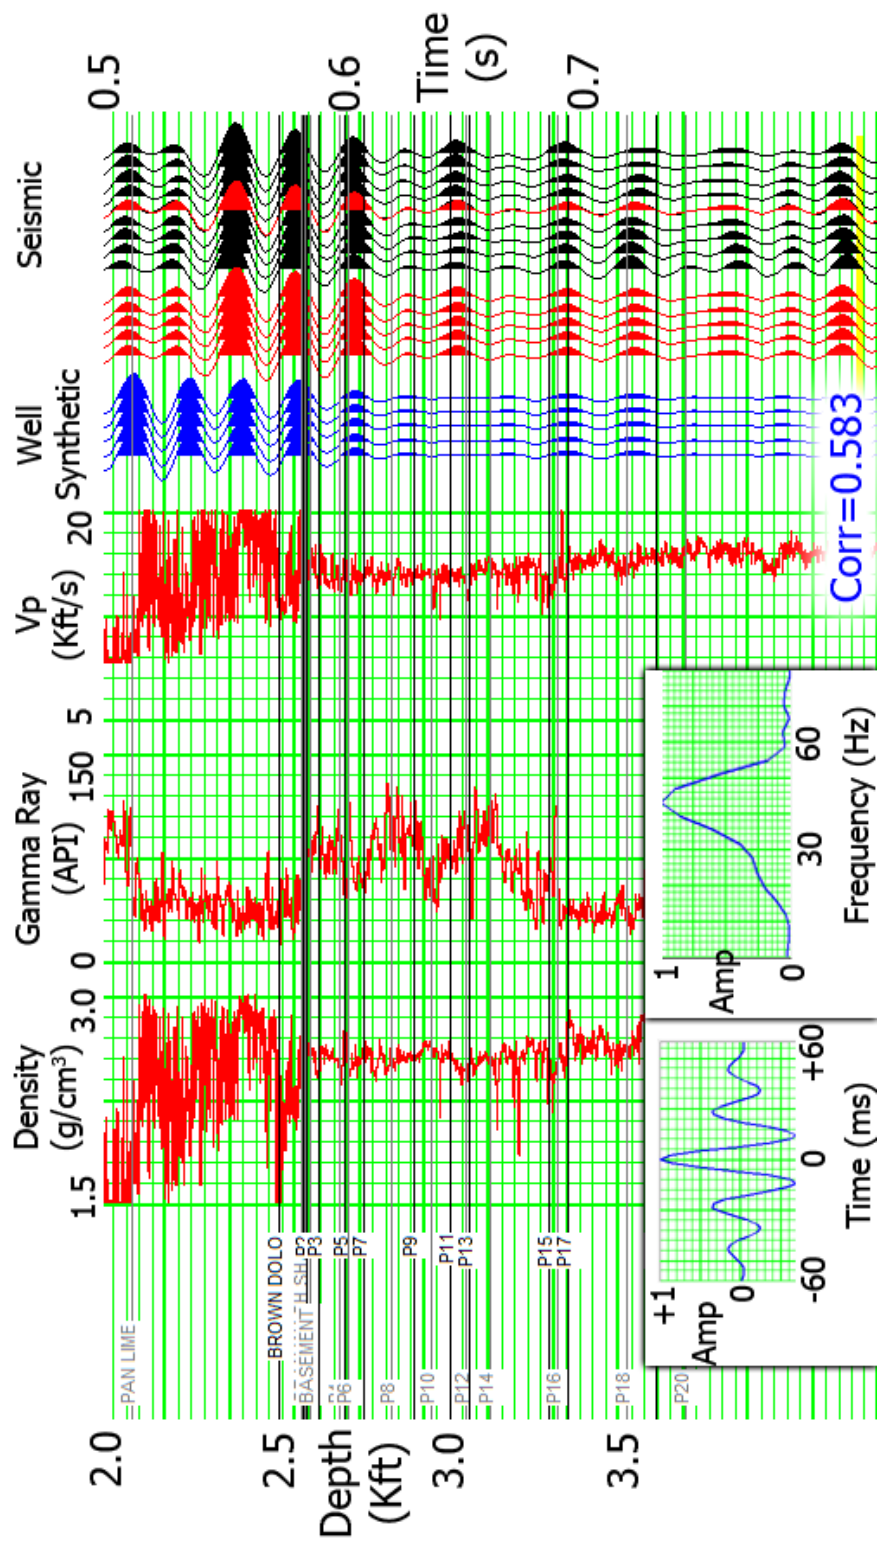 Density
(g/cm³)
Gamma Ray
(API)
Vp
(Kft/s)
Well
Synthetic
Seismic
1.5
3.0
0
150
5
20
0.5
0.6
0.7
Time
(s)
2.0
2.5
3.0
3.5
Depth
(Kft)
PAN LIME
BROWN DOLO
BASEMENT
P3
P5
P6
P7
P8
P9
P10
P11
P12
P13
P14
P15
P16
P17
P18
P20
Corr=0.583
+1
Amp
0
-60
0
+60
Time (ms)
1
Amp
0
30
60
Frequency (Hz)